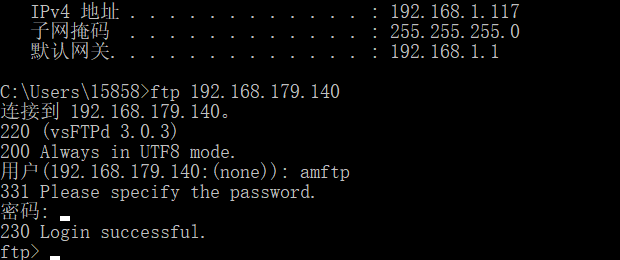 IPv4 地址 . . . . . . . . . . . . : 192.168.1.117
子网掩码 . . . . . . . . . . . . : 255.255.255.0
默认网关. . . . . . . . . . . . . : 192.168.1.1
C:\Users\15858>ftp 192.168.179.140
连接到 192.168.179.140。
220 (vsFTPd 3.0.3)
200 Always in UTF8 mode.
用户(192.168.179.140:(none)): amftp
331 Please specify the password.
密码:
230 Login successful.
ftp>